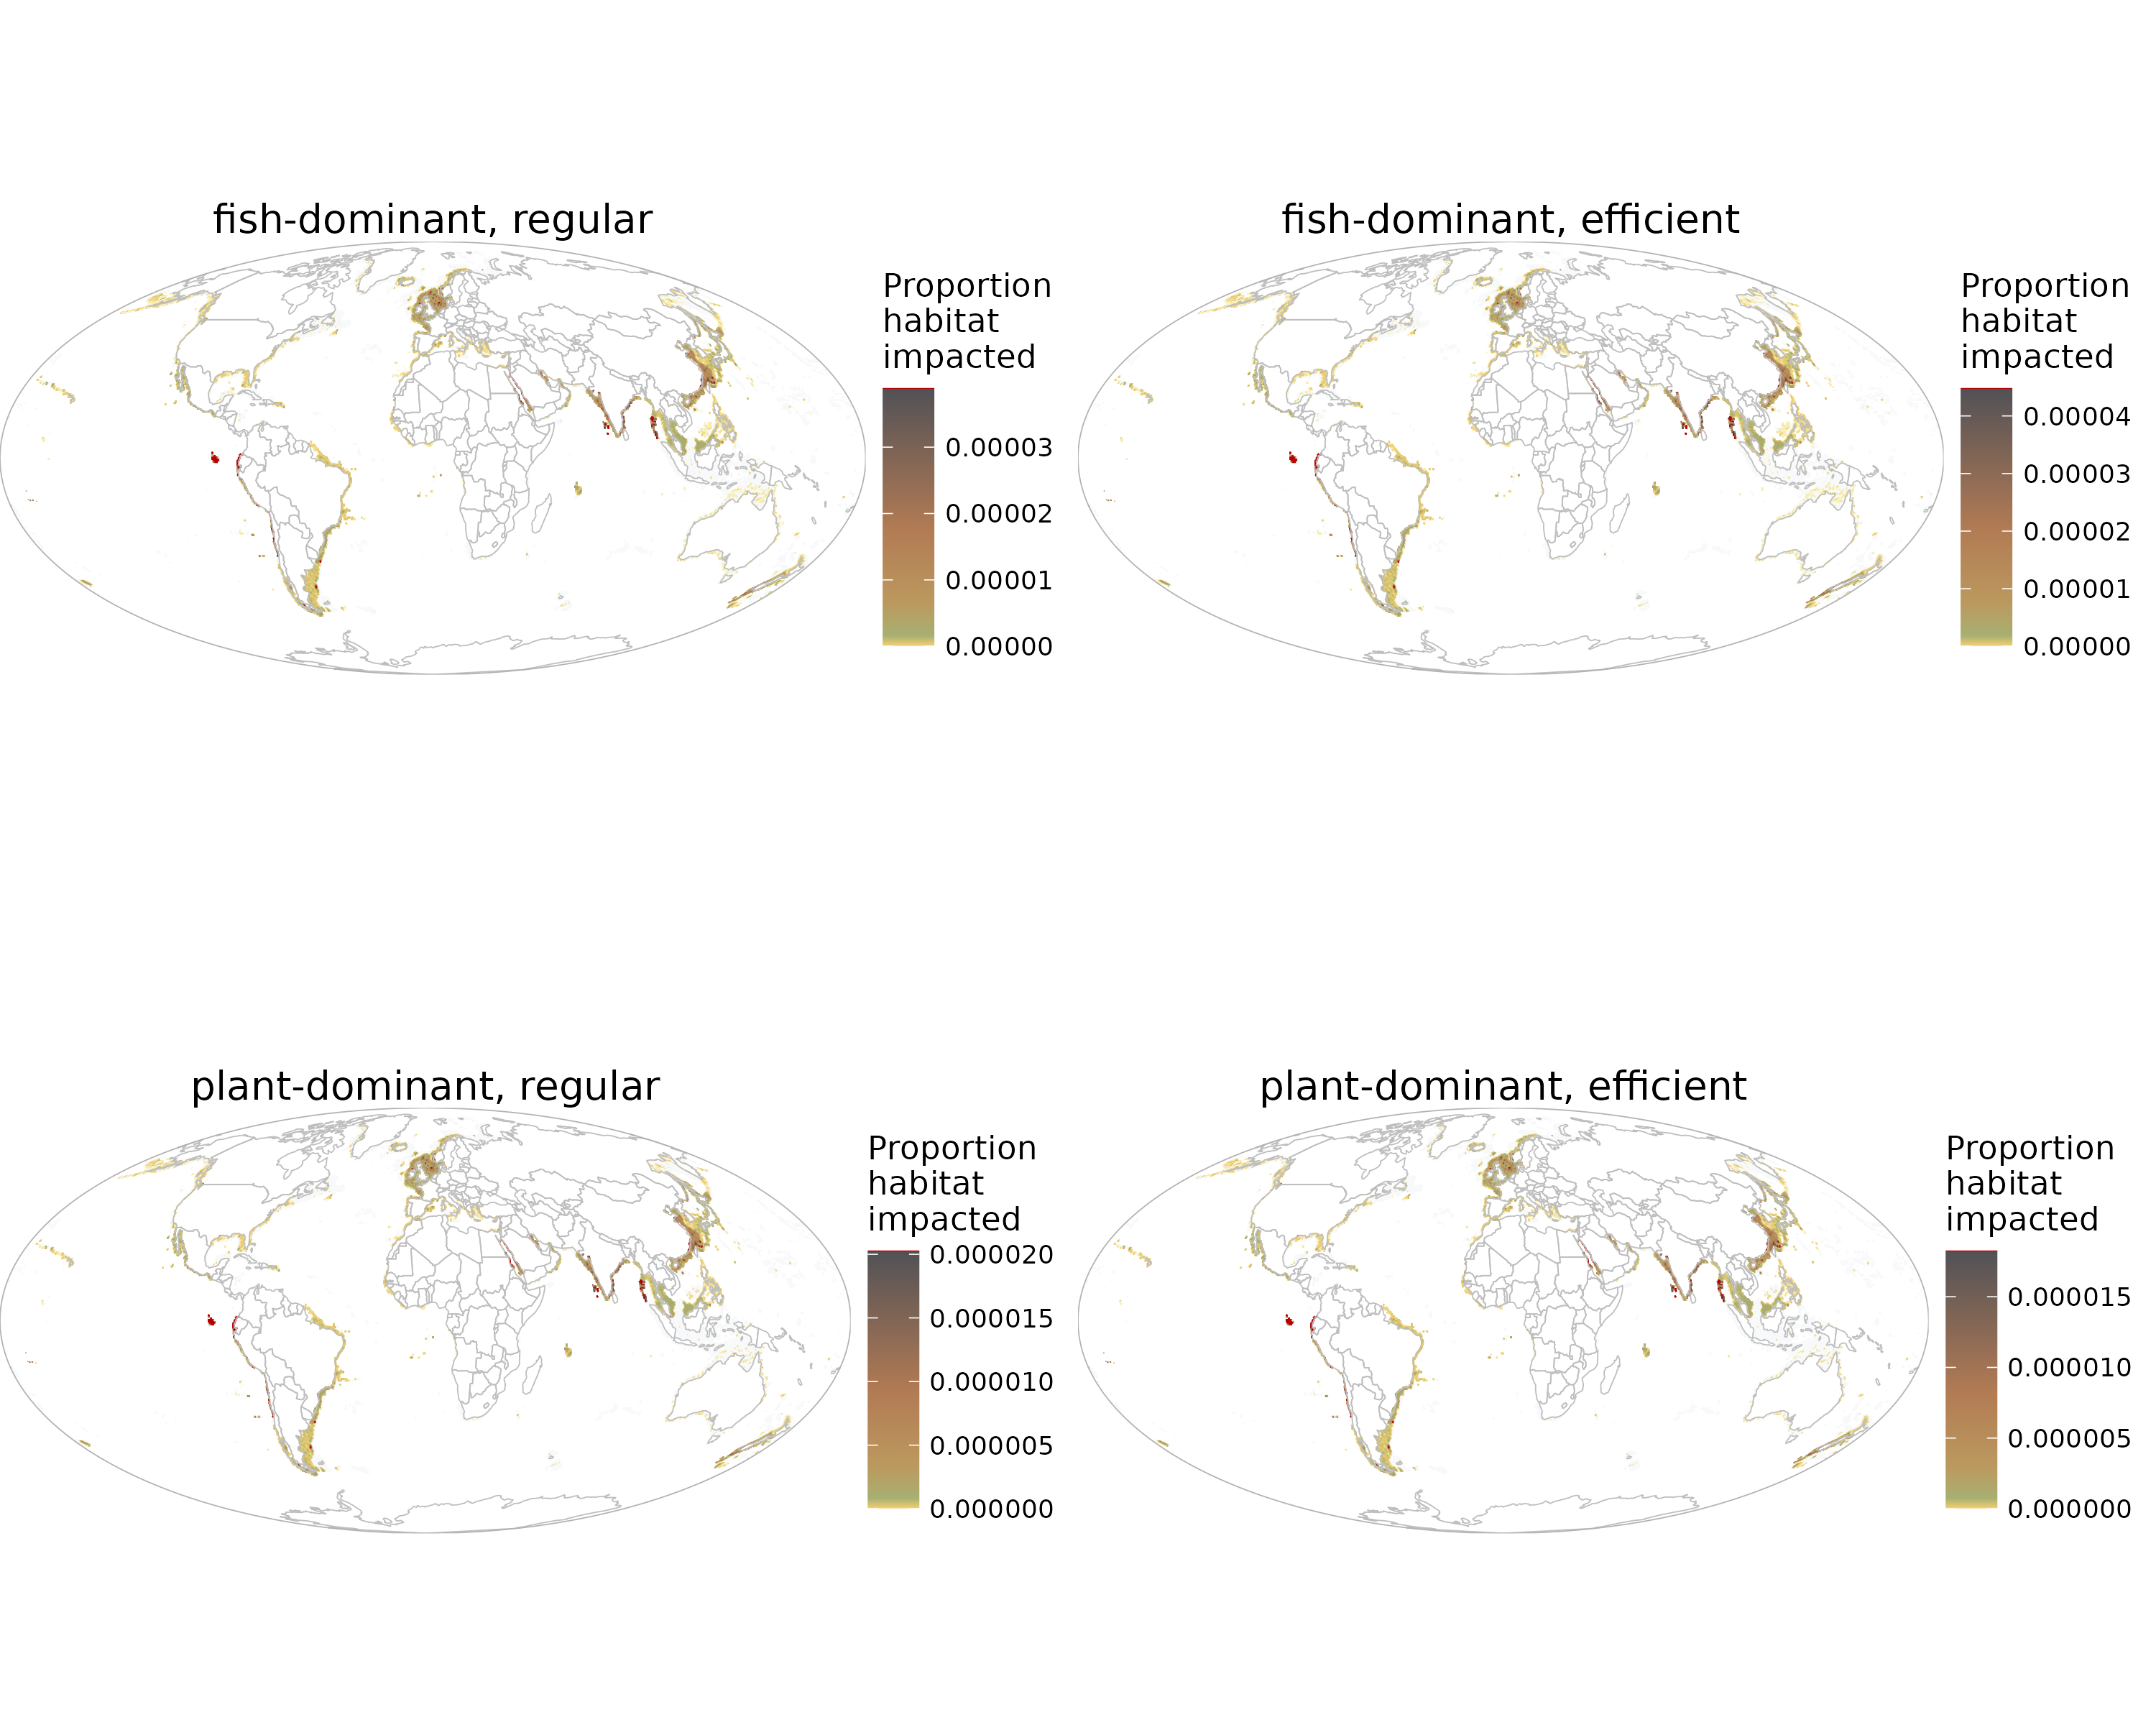 fish-dominant, regular
Proportion
habitat
impacted
0.00003
0.00002
0.00001
0.00000
fish-dominant, efficient
Proportion
habitat
impacted
0.00004
0.00003
0.00002
0.00001
0.00000
plant-dominant, regular
Proportion
habitat
impacted
0.000020
0.000015
0.000010
0.000005
0.000000
plant-dominant, efficient
Proportion
habitat
impacted
0.000015
0.000010
0.000005
0.000000